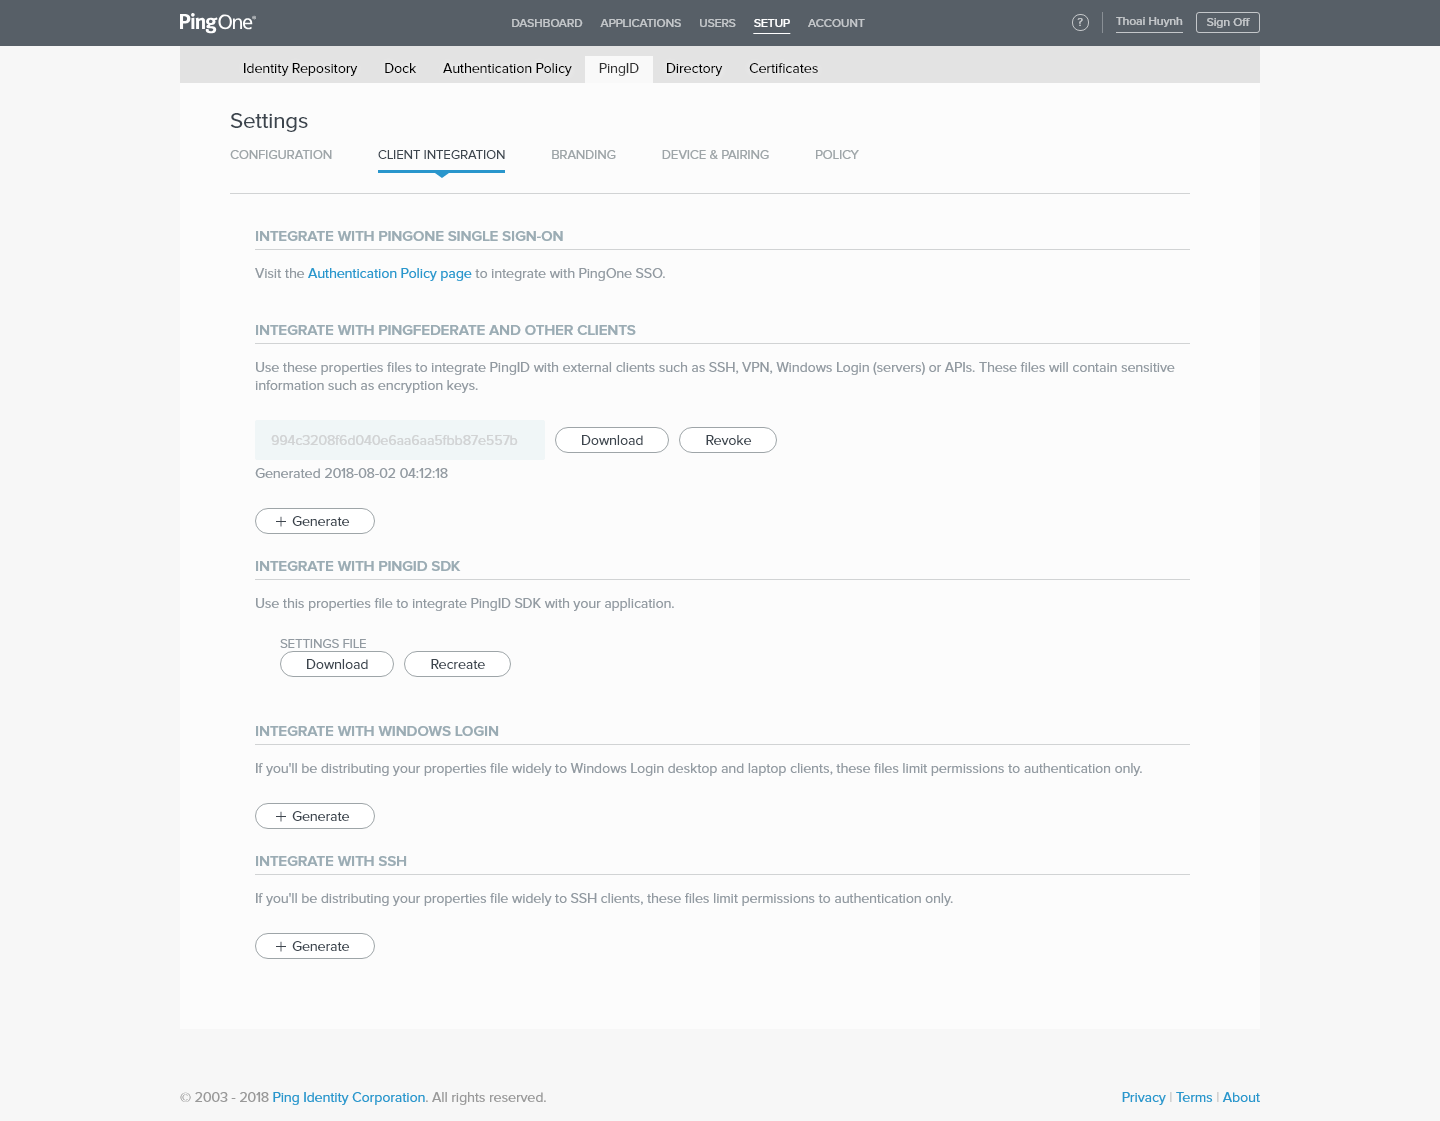 PingOne
DASHBOARD APPLICATIONS USERS SETUP ACCOUNT
? Thoai Huynh Sign Off
Identity Repository Dock Authentication Policy PingID Directory Certificates
Settings
CONFIGURATION CLIENT INTEGRATION BRANDING DEVICE & PAIRING POLICY
INTEGRATE WITH PINGONE SINGLE SIGN-ON
Visit the Authentication Policy page to integrate with PingOne SSO.
INTEGRATE WITH PINGFEDERATE AND OTHER CLIENTS
Use these properties files to integrate PingID with external clients such as SSH, VPN, Windows Login (servers) or APIs. These files will contain sensitive
information such as encryption keys.
994c3208f6d040e6aa6aa5fbb87e557b Download Revoke
Generated 2018-08-02 04:12:18
+ Generate
INTEGRATE WITH PINGID SDK
Use this properties file to integrate PingID SDK with your application.
SETTINGS FILE
Download Recreate
INTEGRATE WITH WINDOWS LOGIN
If you'll be distributing your properties file widely to Windows Login desktop and laptop clients, these files limit permissions to authentication only.
+ Generate
INTEGRATE WITH SSH
If you'll be distributing your properties file widely to SSH clients, these files limit permissions to authentication only.
+ Generate
© 2003 - 2018 Ping Identity Corporation. All rights reserved.
Privacy | Terms | About